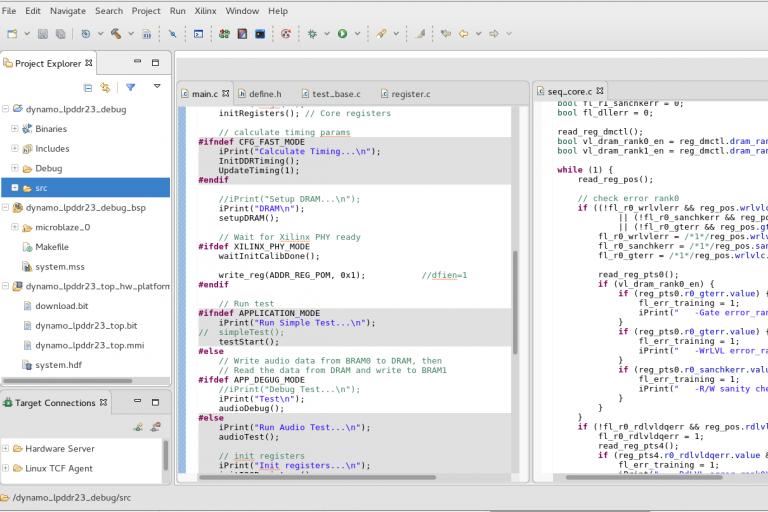 File Edit Navigate Search Project Run Xilinx Window Help
Project Explorer
dynamo_lpddr23_debug
Binaries
Includes
Debug
src
dynamo_lpddr23_debug_bsp
microblaze_0
Makefile
system.mss
dynamo_lpddr23_top_hw_platform
download.bit
dynamo_lpddr23_top.bit
dynamo_lpddr23_top.mmi
system.hdf
Target Connections
Hardware Server
Linux TCF Agent
/dynamo_lpddr23_debug/src
main.c define.h test_base.c register.c
initRegisters(); // Core registers
// calculate timing params
#ifndef CFG_FAST_MODE
iPrint("Calculate Timing...\n");
InitDDRTiming();
UpdateTiming(1);
#endif
//iPrint("Setup DRAM...\n");
iPrint("DRAM\n");
setupDRAM();
// Wait for Xilinx PHY ready
#ifdef XILINX_PHY_MODE
waitInitCalibDone();
write_reg(ADDR_REG_POM, 0x1); //dfien=1
#endif
// Run test
#ifdef APPLICATION_MODE
iPrint("Run Simple Test...\n");
// simpleTest();
testStart();
#else
// Write audio data from BRAM0 to DRAM, then
// Read the data from DRAM and write to BRAM1
#ifdef APP_DEGUG_MODE
//iPrint("Debug Test...\n");
iPrint("Test\n");
audioDebug();
#else
iPrint("Run Audio Test...\n");
audioTest();
// init registers
iPrint("Init registers...\n");
seq_core.c
bool fl_r1_sanchkerr = 0;
bool fl_dllerr = 0;
read_reg_dmctl();
bool vl_dram_rank0_en = reg_dmctl.dram_ran
bool vl_dram_rank1_en = reg_dmctl.dram_ran
while (1) {
read_reg_pos();
// check error rank0
if ((!fl_r0_wrlvlerr && reg_pos.wrlvlc
|| (!fl_r0_sanchkerr && reg_po
|| (!fl_r0_gterr && reg_pos.gt
fl_r0_wrlvlerr = /*1*/reg_pos.wrlv
fl_r0_sanchkerr = /*1*/reg_pos.san
fl_r0_gterr = /*1*/reg_pos.wrlvlc.
read_reg_pts0();
if (vl_dram_rank0_en) {
if (reg_pts0.r0_gterr.value) {
fl_err_training = 1;
iPrint(" -Gate error_ran
}
if (reg_pts0.r0_gterr.value) {
fl_err_training = 1;
iPrint(" -WrLVL error_ra
}
if (reg_pts0.r0_sanchkerr.valu
fl_err_training = 1;
iPrint(" -R/W sanity che
}
}
}
if (!fl_r0_rdlvldqerr && reg_pos.rdlvl
fl_r0_rdlvldqerr = 1;
read_reg_pts4();
if (reg_pts4.r0_rdlvldqerr.value &
fl_err_training = 1;